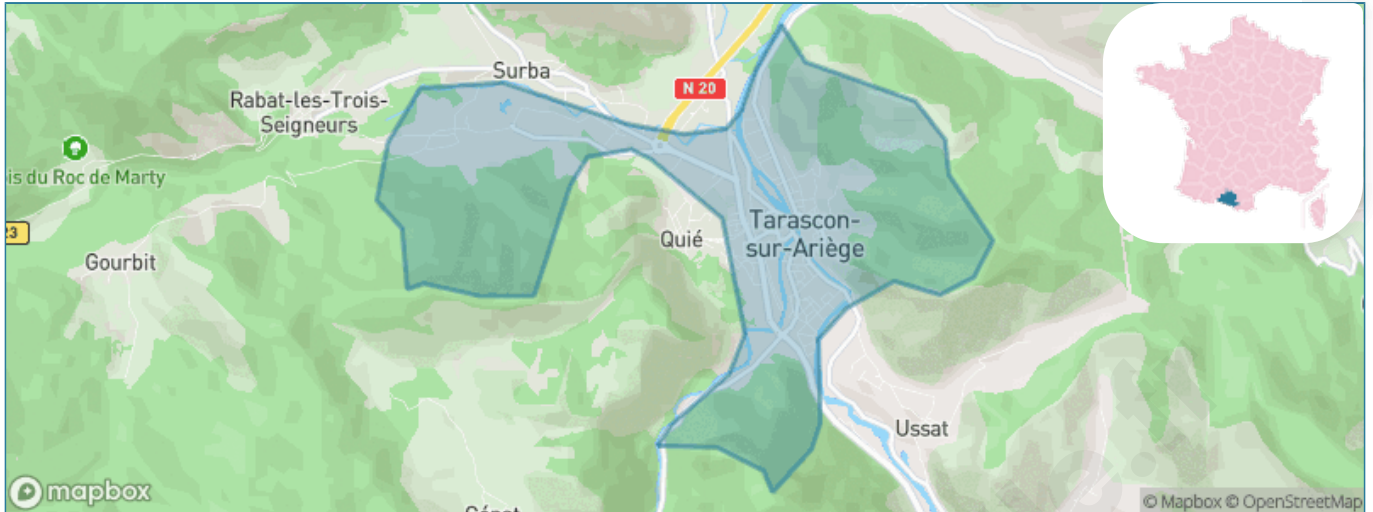 Surba
N 20
Rabat-les-Trois-
Seigneurs
is du Roc de Marty
Tarascon-
sur-Ariège
Quié
23
Gourbit
Ussat
mapbox
© Mapbox © OpenStreetMap